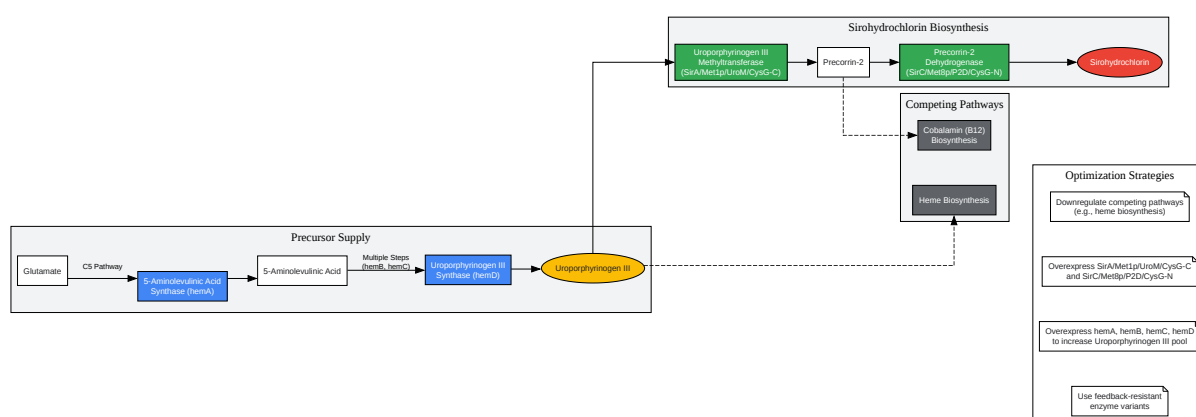 Sirohydrochlorin Biosynthesis
Uroporphyrinogen III
Methyltransferase
(SirA/Met1p/UroM/CysG-C)
Precorrin-2
Precorrin-2
Dehydrogenase
(SirC/Met8p/P2D/CysG-N)
Sirohydrochlorin
Competing Pathways
Cobalamin (B12)
Biosynthesis
Heme Biosynthesis
Precursor Supply
Glutamate
C5 Pathway
5-Aminolevulinic Acid
Synthase (hemA)
5-Aminolevulinic Acid
Multiple Steps
(hemB, hemC)
Uroporphyrinogen III
Synthase (hemD)
Uroporphyrinogen III
Optimization Strategies
Downregulate competing pathways
(e.g., heme biosynthesis)
Overexpress SirA/Met1p/UroM/CysG-C
and SirC/Met8p/P2D/CysG-N
Overexpress hemA, hemB, hemC, hemD
to increase Uroporphyrinogen III pool
Use feedback-resistant
enzyme variants